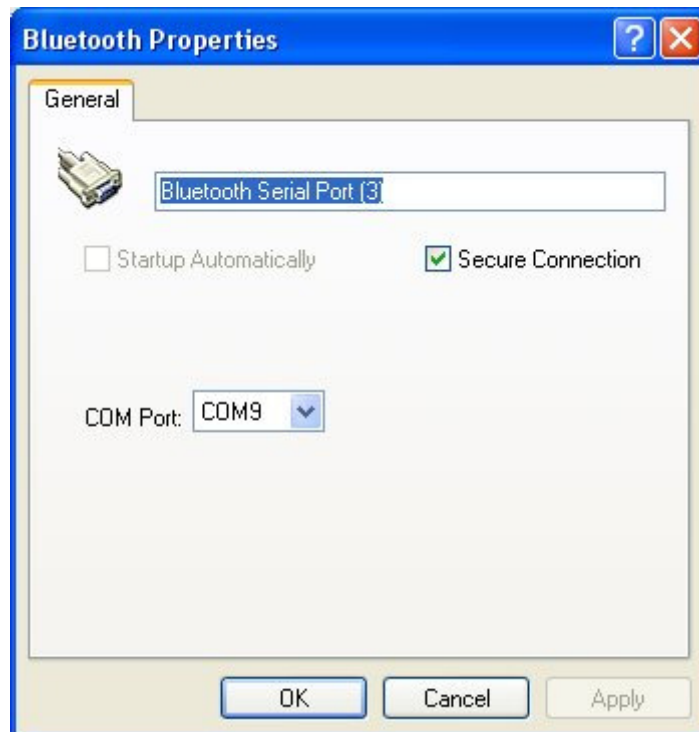 Bluetooth Properties
General
Bluetooth Serial Port (3)
Startup Automatically
Secure Connection
COM Port: COM9
OK Cancel Apply